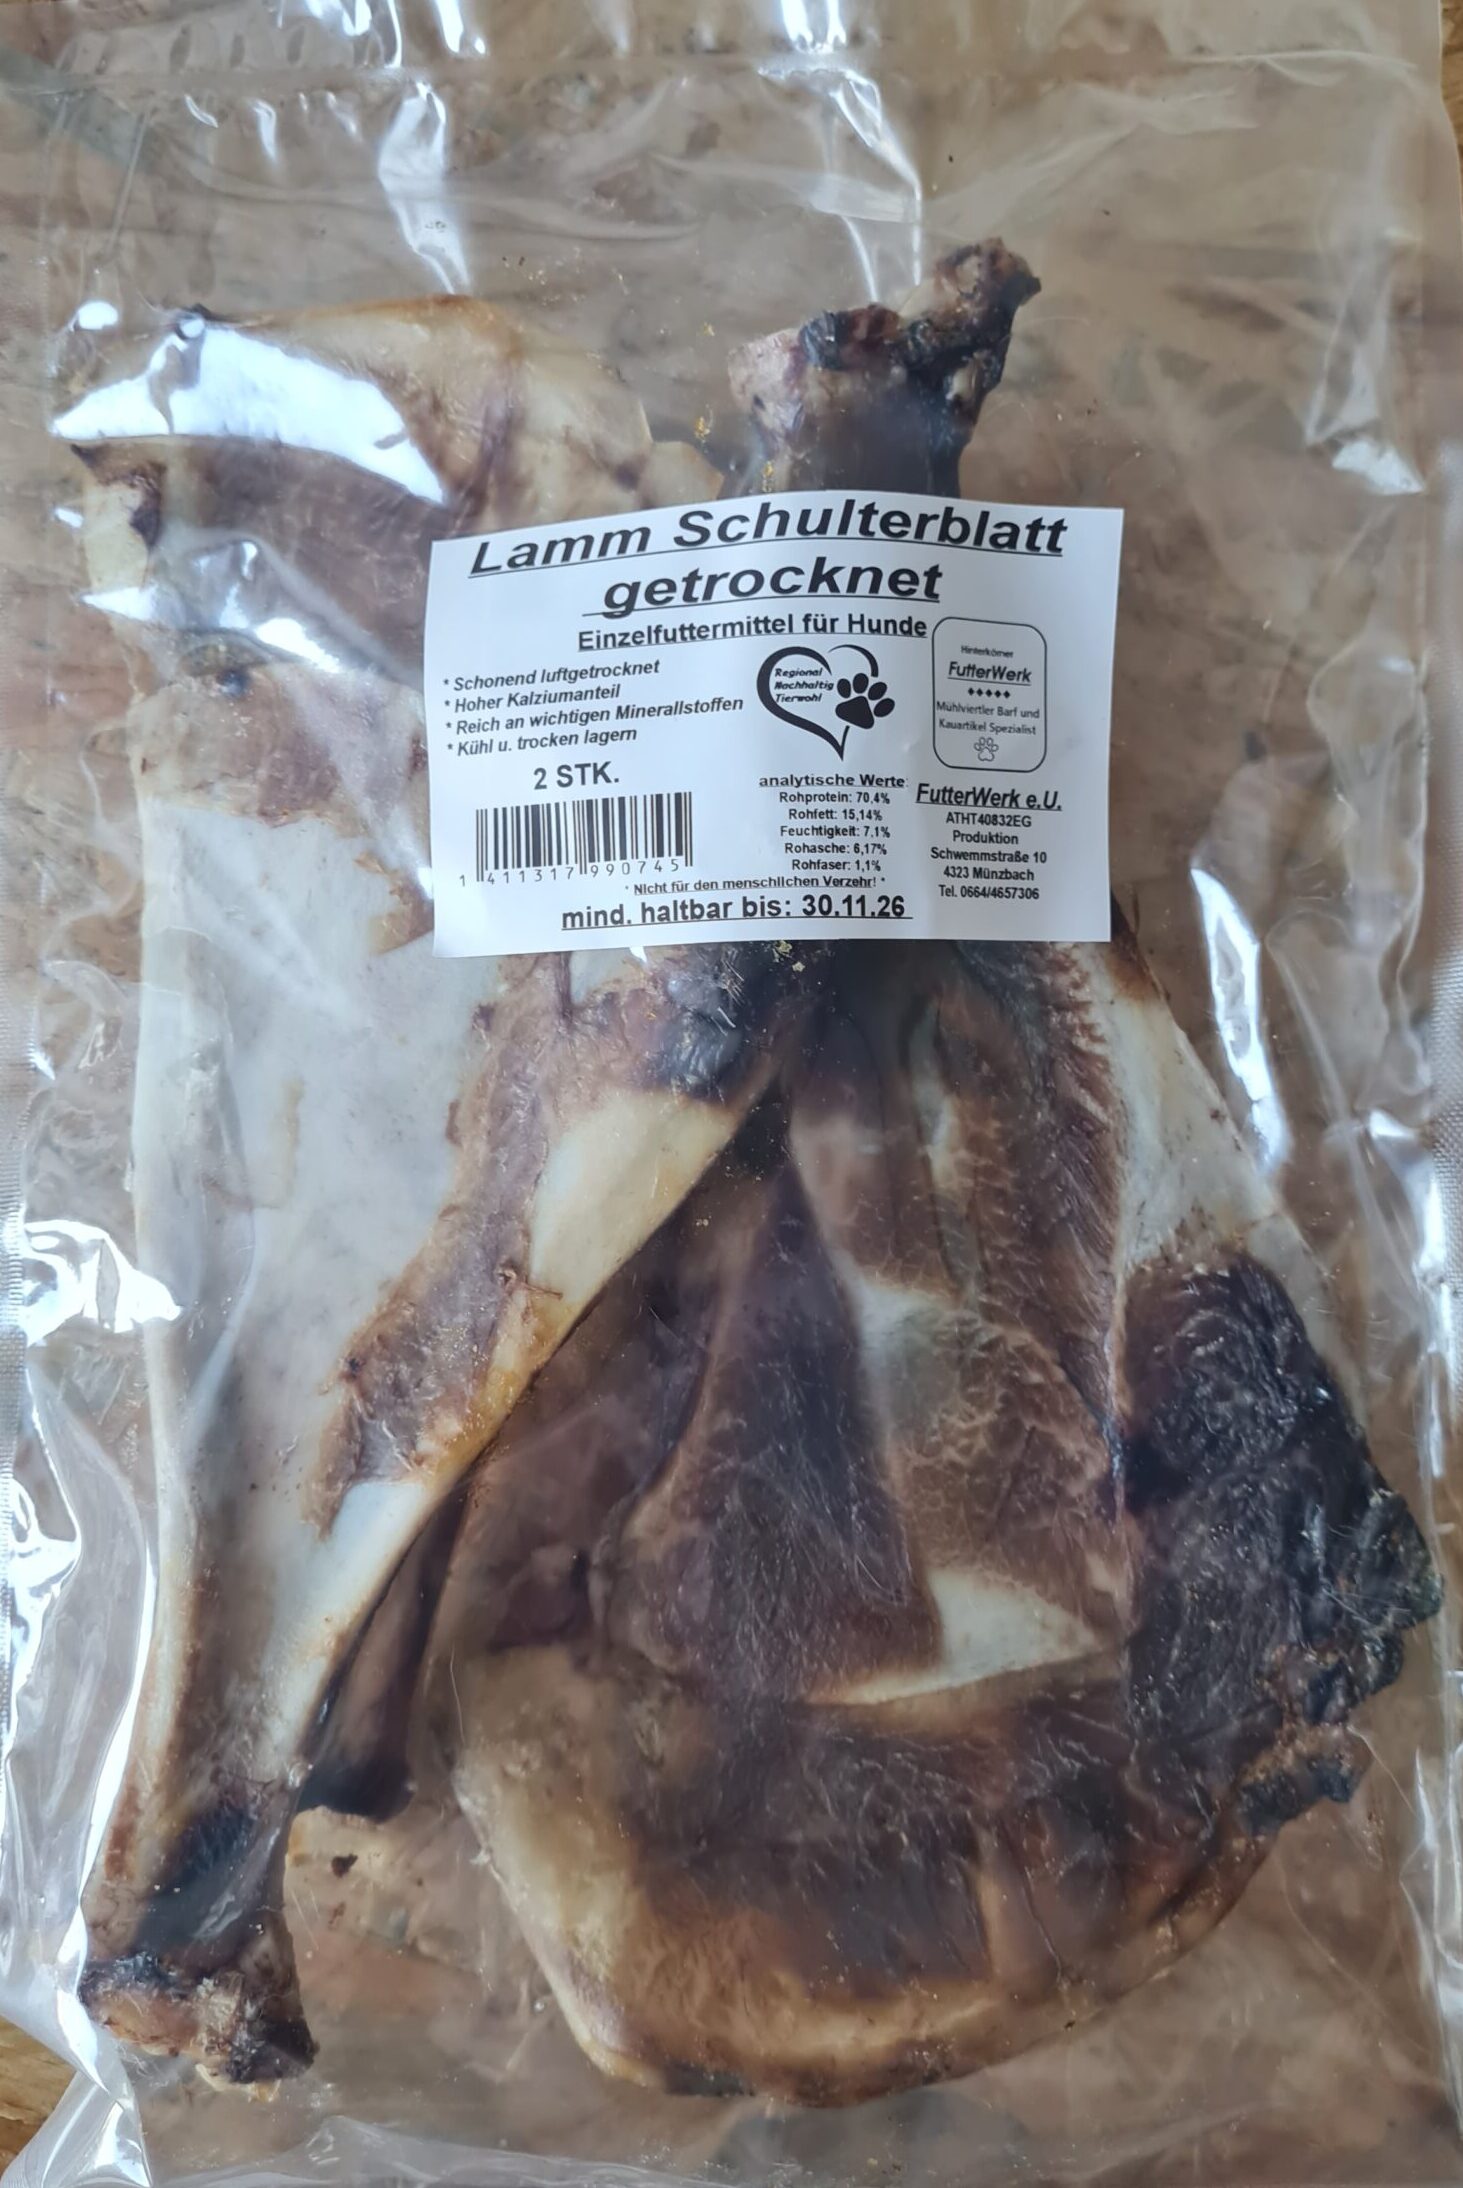 Lamm Schulterblatt
getrocknet
Einzelfuttermittel für Hunde
* Schonend luftgetrocknet
* Hoher Kalziumanteil
* Reich an wichtigen Minerallstoffen
* Kühl u. trocken lagern
2 STK.
1 411317 990745
Regional
Nachhaltig
Tierwohl
Hinterkörner
FutterWerk
Mühlviertler Barf und
Kauartikel Spezialist
analytische Werte:
Rohprotein: 70,4%
Rohfett: 15,14%
Feuchtigkeit: 7,1%
Rohasche: 6,17%
Rohfaser: 1,1%
FutterWerk e.U.
ATHT40832EG
Produktion
Schwemmstraße 10
4323 Münzbach
Tel. 0664/4657306
* Nicht für den menschlichen Verzehr! *
mind. haltbar bis: 30.11.26